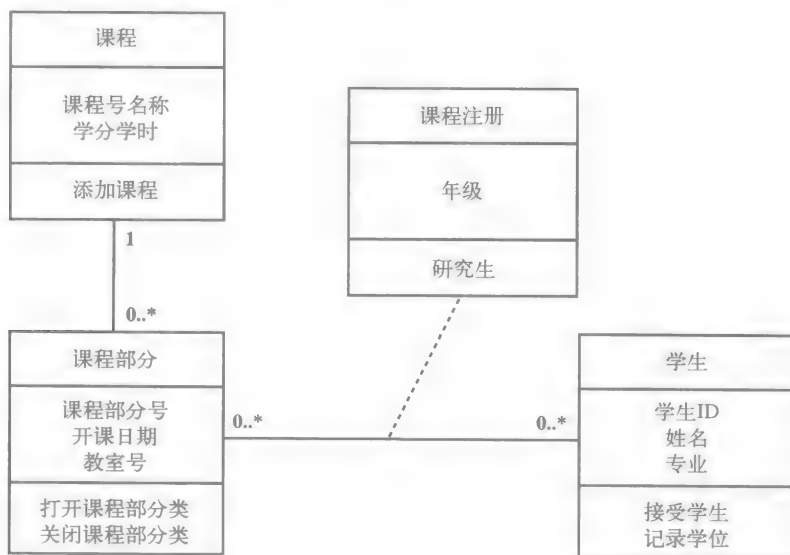 课程
课程号名称
学分学时
添加课程
1
0..*
课程注册
年级
研究生
课程部分
课程部分号
开课日期
教室号
打开课程部分类
关闭课程部分类
0..*
0..*
学生
学生ID
姓名
专业
接受学生
记录学位